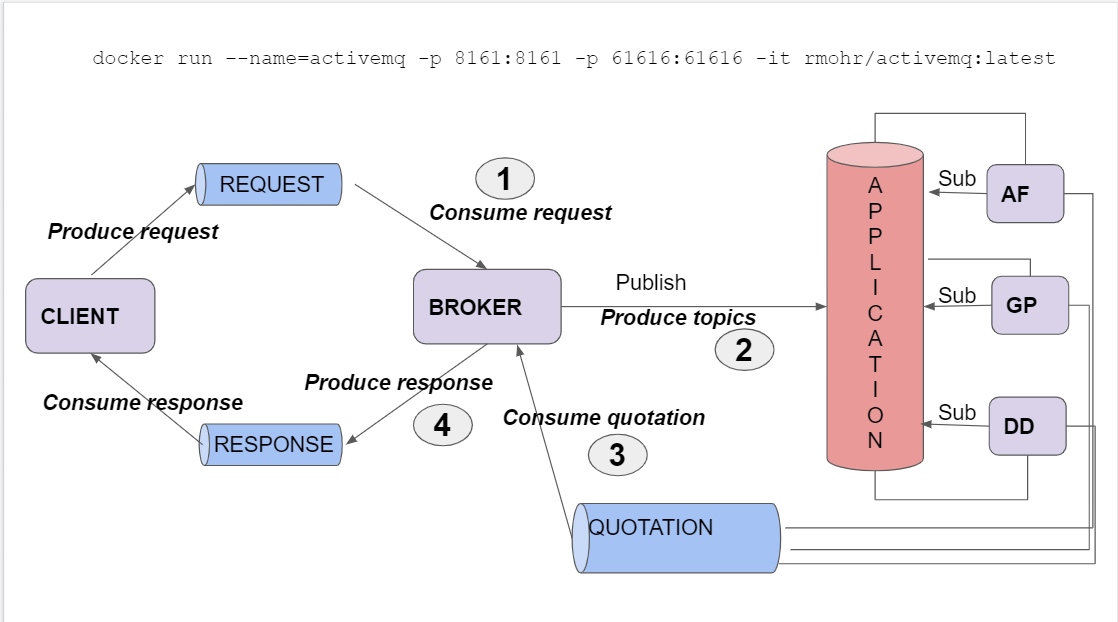 docker run --name=activemq -p 8161:8161 -p 61616:61616 -it rmohr/activemq:latest
REQUEST
1
Consume request
Produce request
CLIENT
BROKER
Publish
Produce topics
2
APPLICATION
Sub
AF
Sub
GP
Sub
DD
Produce response
4
Consume response
RESPONSE
Consume quotation
3
QUOTATION